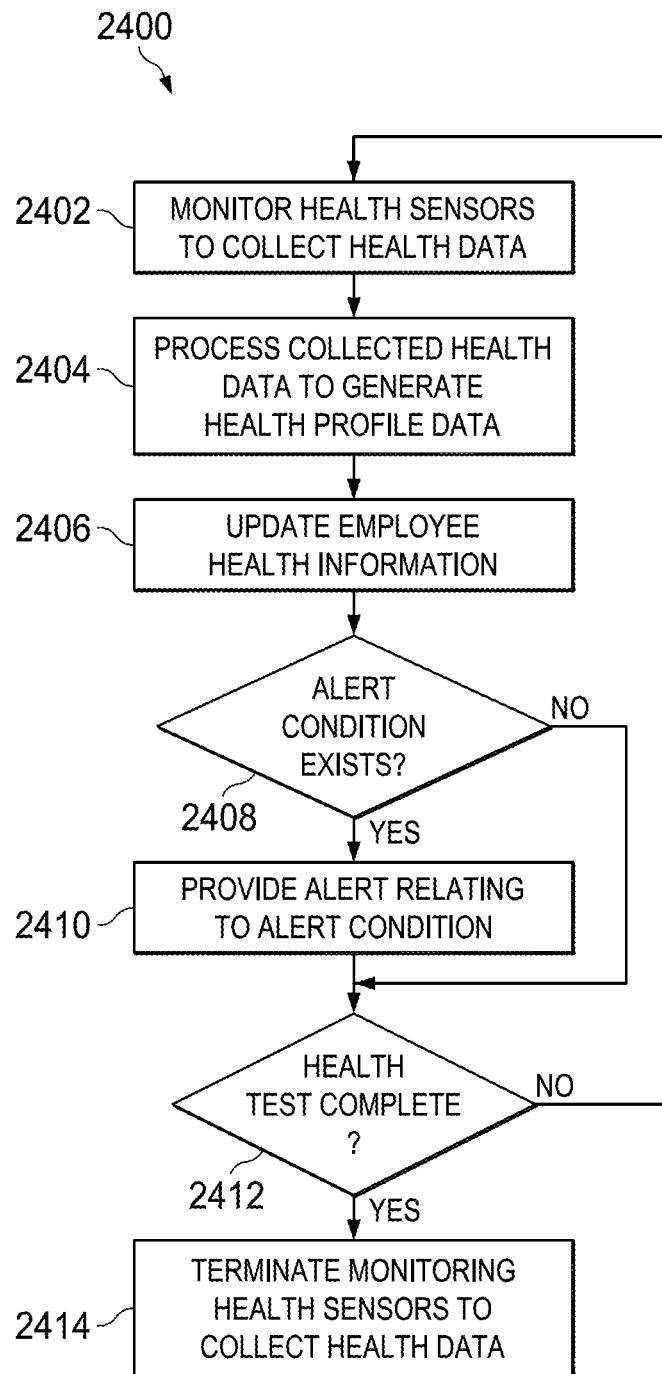 2400
2402
MONITOR HEALTH SENSORS
TO COLLECT HEALTH DATA
2404
PROCESS COLLECTED HEALTH
DATA TO GENERATE
HEALTH PROFILE DATA
2406
UPDATE EMPLOYEE
HEALTH INFORMATION
ALERT
CONDITION
EXISTS?
NO
2408
YES
2410
PROVIDE ALERT RELATING
TO ALERT CONDITION
HEALTH
TEST COMPLETE
?
NO
2412
YES
2414
TERMINATE MONITORING
HEALTH SENSORS TO
COLLECT HEALTH DATA